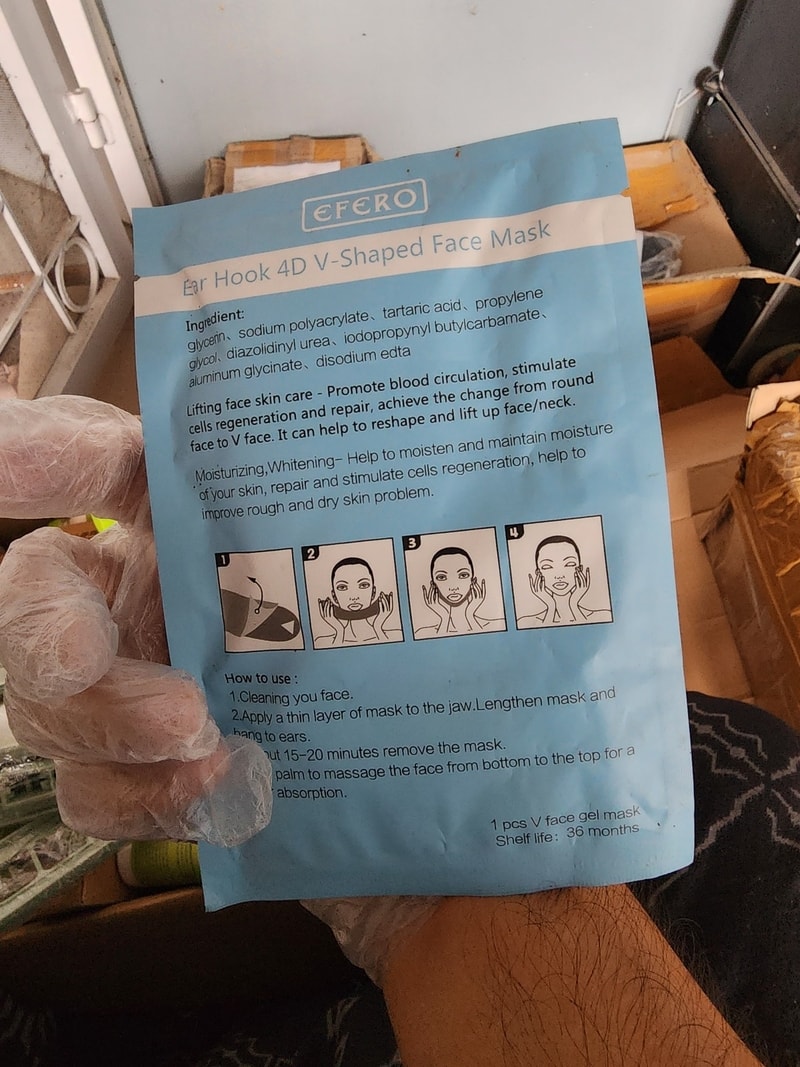 EFERO
Ear Hook 4D V-Shaped Face Mask
Ingredient:
glycerin、sodium polyacrylate、tartaric acid、propylene
glycol、diazolidinyl urea、iodopropynyl butylcarbamate、
aluminum glycinate、disodium edta
Lifting face skin care - Promote blood circulation, stimulate
cells regeneration and repair, achieve the change from round
face to V face. It can help to reshape and lift up face/neck.
Moisturizing,Whitening- Help to moisten and maintain moisture
of your skin, repair and stimulate cells regeneration, help to
improve rough and dry skin problem.
1 2 3 4
How to use :
1.Cleaning you face.
2.Apply a thin layer of mask to the jaw.Lengthen mask and
hang to ears.
15-20 minutes remove the mask.
palm to massage the face from bottom to the top for a
absorption.
1 pcs V face gel mask
Shelf life: 36 months